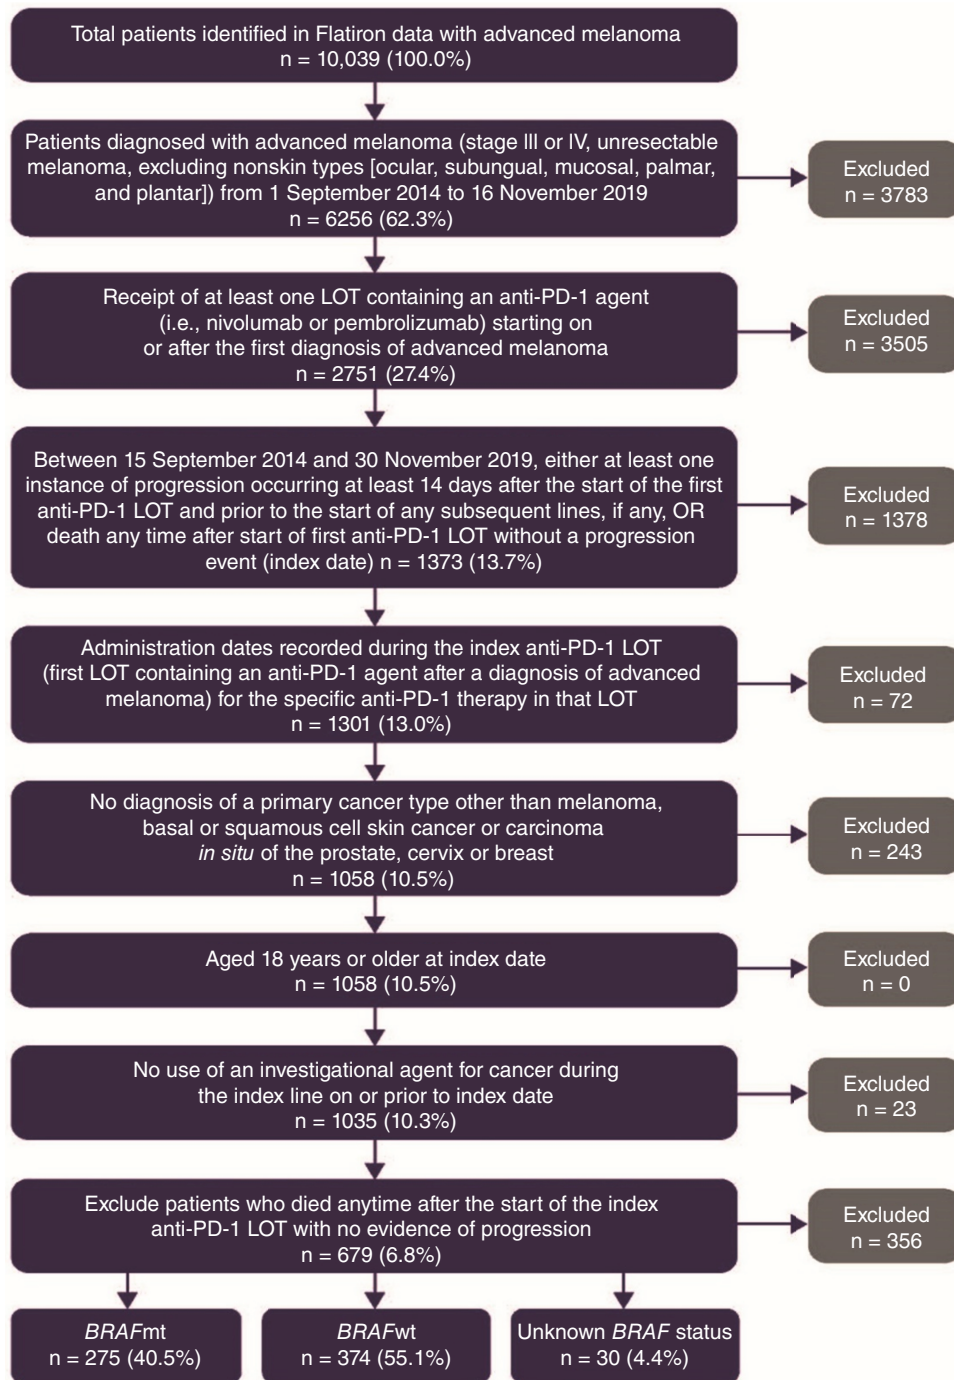 Total patients identified in Flatiron data with advanced melanoma
n = 10,039 (100.0%)
Patients diagnosed with advanced melanoma (stage III or IV, unresectable
melanoma, excluding nonskin types [ocular, subungual, mucosal, palmar,
and plantar]) from 1 September 2014 to 16 November 2019
n = 6256 (62.3%)
Excluded
n = 3783
Receipt of at least one LOT containing an anti-PD-1 agent
(i.e., nivolumab or pembrolizumab) starting on
or after the first diagnosis of advanced melanoma
n = 2751 (27.4%)
Excluded
n = 3505
Between 15 September 2014 and 30 November 2019, either at least one
instance of progression occurring at least 14 days after the start of the first
anti-PD-1 LOT and prior to the start of any subsequent lines, if any, OR
death any time after start of first anti-PD-1 LOT without a progression
event (index date) n = 1373 (13.7%)
Excluded
n = 1378
Administration dates recorded during the index anti-PD-1 LOT
(first LOT containing an anti-PD-1 agent after a diagnosis of advanced
melanoma) for the specific anti-PD-1 therapy in that LOT
n = 1301 (13.0%)
Excluded
n = 72
No diagnosis of a primary cancer type other than melanoma,
basal or squamous cell skin cancer or carcinoma
in situ of the prostate, cervix or breast
n = 1058 (10.5%)
Excluded
n = 243
Aged 18 years or older at index date
n = 1058 (10.5%)
Excluded
n = 0
No use of an investigational agent for cancer during
the index line on or prior to index date
n = 1035 (10.3%)
Excluded
n = 23
Exclude patients who died anytime after the start of the index
anti-PD-1 LOT with no evidence of progression
n = 679 (6.8%)
Excluded
n = 356
BRAFmt
n = 275 (40.5%)
BRAFwt
n = 374 (55.1%)
Unknown BRAF status
n = 30 (4.4%)